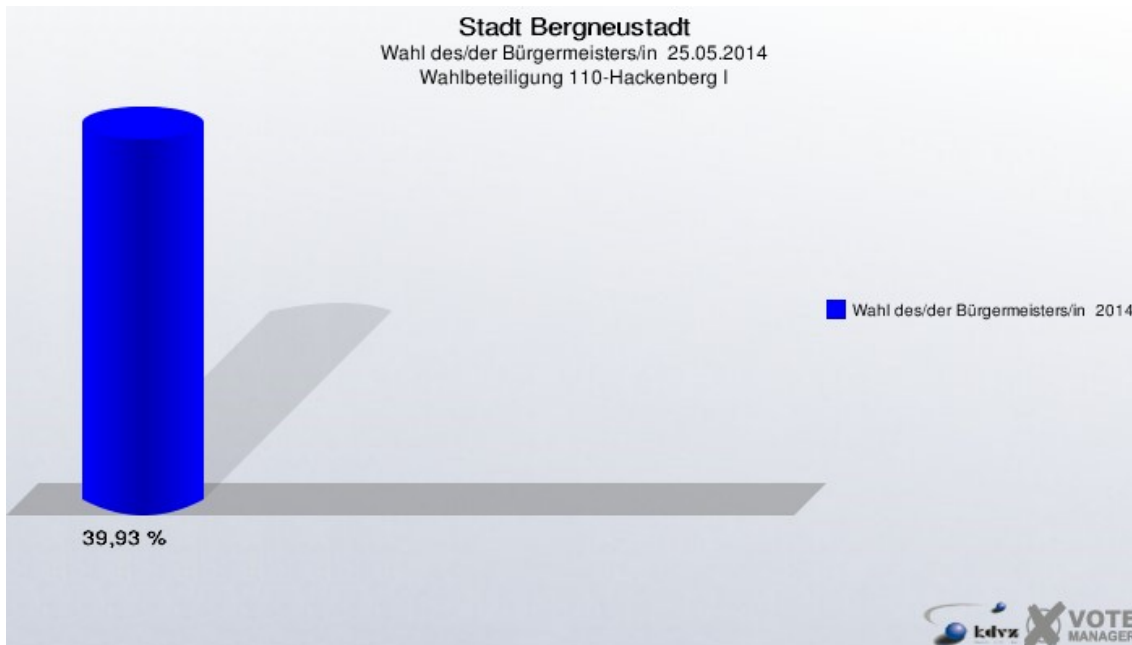 Stadt Bergneustadt
Wahl des/der Bürgermeisters/in 25.05.2014
Wahlbeteiligung 110-Hackenberg I
Wahl des/der Bürgermeisters/in 2014
39,93 %
kdvz
VOTE
MANAGER